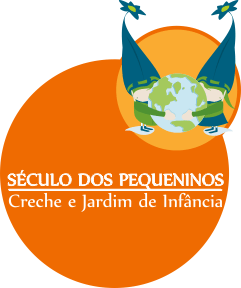 SÉCULO DOS PEQUENINOS
Creche e Jardim de Infância